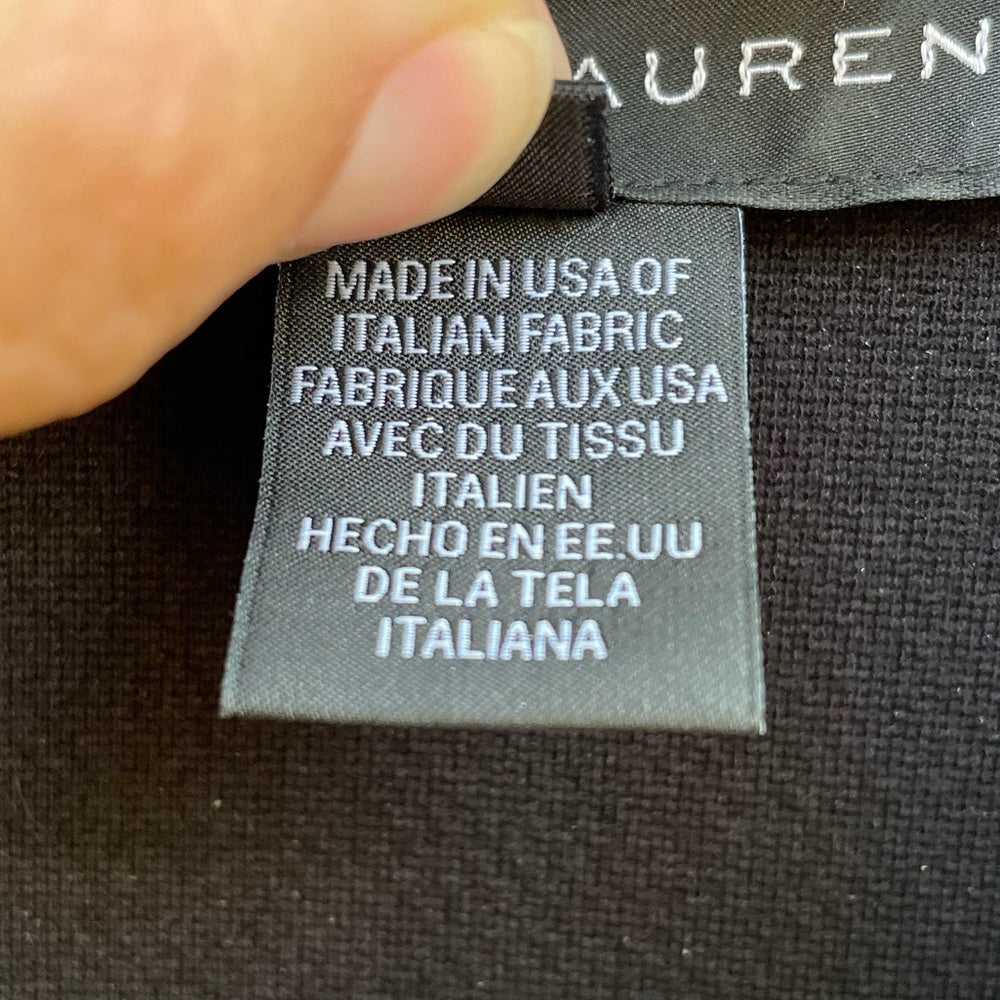 AUREN
MADE IN USA OF
ITALIAN FABRIC
FABRIQUE AUX USA
AVEC DU TISSU
ITALIEN
HECHO EN EE.UU
DE LA TELA
ITALIANA